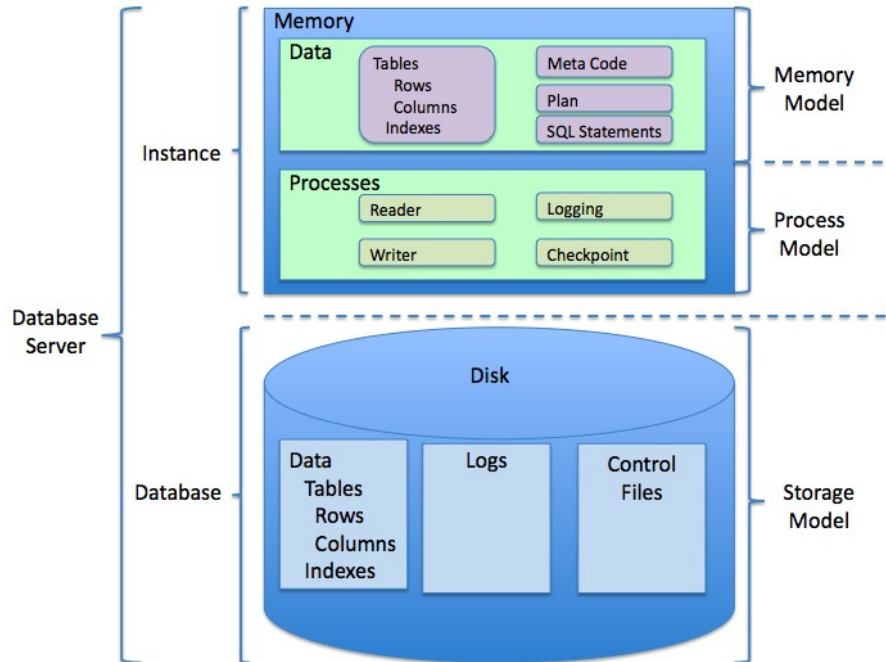 Memory
Data
Tables
Rows
Columns
Indexes
Meta Code
Plan
SQL Statements
Memory
Model
Instance
Processes
Reader
Logging
Writer
Checkpoint
Process
Model
Database
Server
Disk
Data
Tables
Rows
Columns
Indexes
Logs
Control
Files
Database
Storage
Model